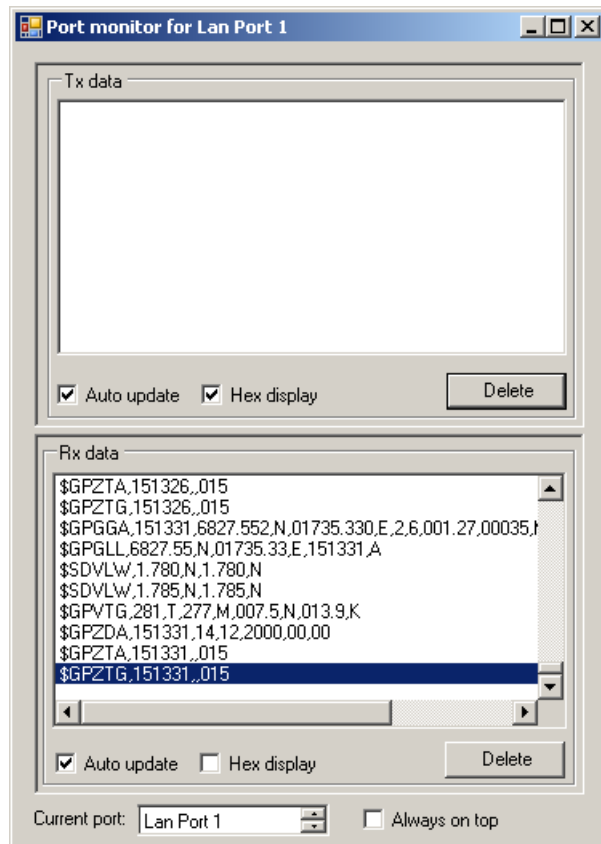 Port monitor for Lan Port 1
Tx data
Auto update Hex display Delete
Rx data
$GPZTA,151326,,015
$GPZTG,151326,,015
$GPGGA,151331,6827.552,N,01735.330,E,2,6,001.27,00035,
$GPGLL,6827.55,N,01735.33,E,151331,A
$SDVLW,1.780,N,1.780,N
$SDVLW,1.785,N,1.785,N
$GPVTG,281,T,277,M,007.5,N,013.9,K
$GPZDA,151331,14,12,2000,00,00
$GPZTA,151331,,015
$GPZTG,151331,,015
Auto update Hex display Delete
Current port: Lan Port 1 Always on top